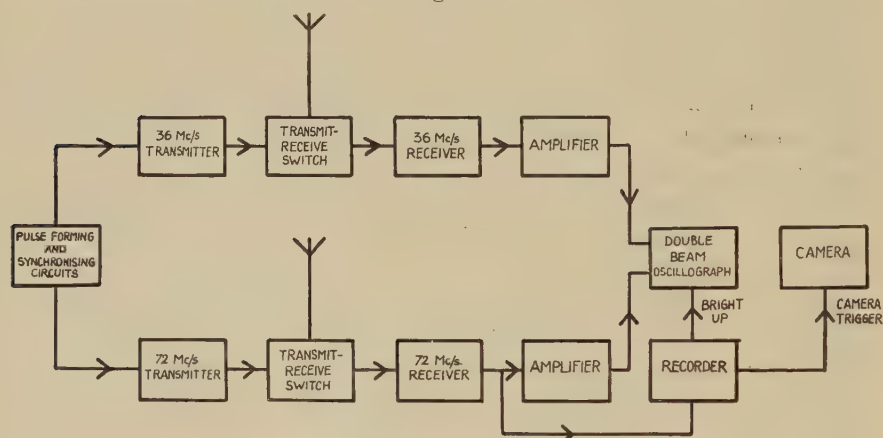 36 Mc/s
TRANSMITTER
TRANSMIT-
RECEIVE
SWITCH
36 Mc/s
RECEIVER
AMPLIFIER
PULSE FORMING
AND
SYNCHRONISING
CIRCUITS
DOUBLE
BEAM
OSCILLOGRAPH
CAMERA
BRIGHT
UP
CAMERA
TRIGGER
72 Mc/s
TRANSMITTER
TRANSMIT-
RECEIVE
SWITCH
72 Mc/s.
RECEIVER
AMPLIFIER
RECORDER